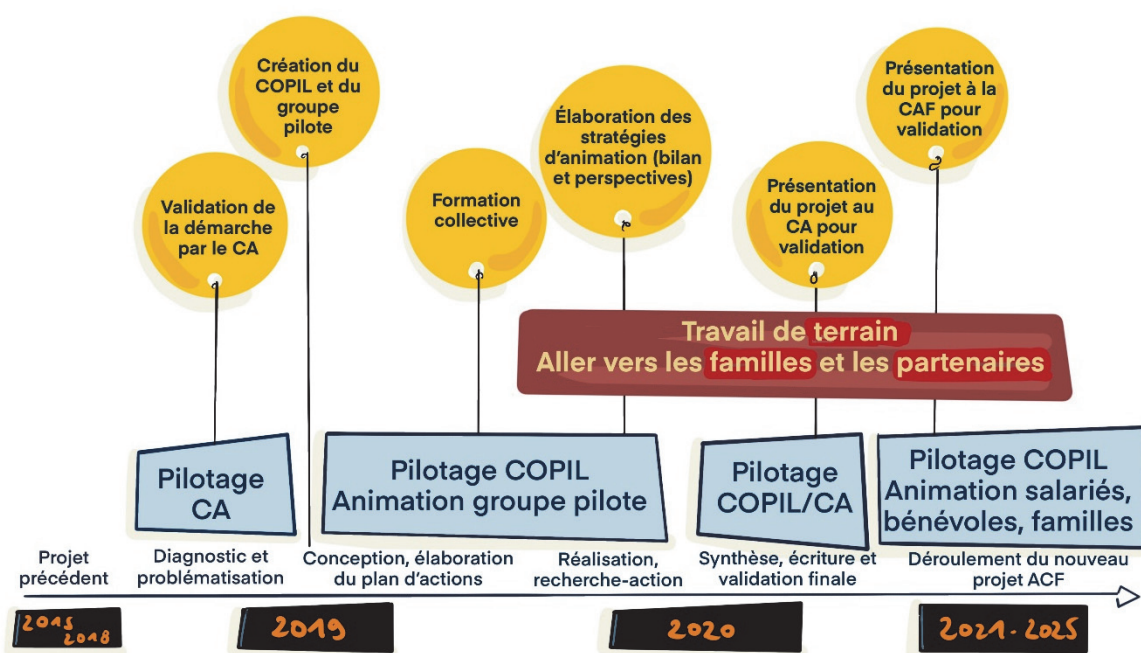 Création du
COPIL et du
groupe
pilote
Présentation
du projet à la
CAF pour
validation
Élaboration des
stratégies
d'animation (bilan
et perspectives)
Validation de
la démarche
par le CA
Formation
collective
Présentation
du projet au
CA pour
validation
Travail de terrain
Aller vers les familles et les partenaires
Pilotage
CA
Pilotage COPIL
Animation groupe pilote
Pilotage
COPIL/CA
Pilotage COPIL
Animation salariés,
bénévoles, familles
Projet
précédent
Diagnostic et
problématisation
Conception, élaboration
du plan d'actions
Réalisation,
recherche-action
Synthèse, écriture et
validation finale
Déroulement du nouveau
projet ACF
2015
2018
2019
2020
2021-2025